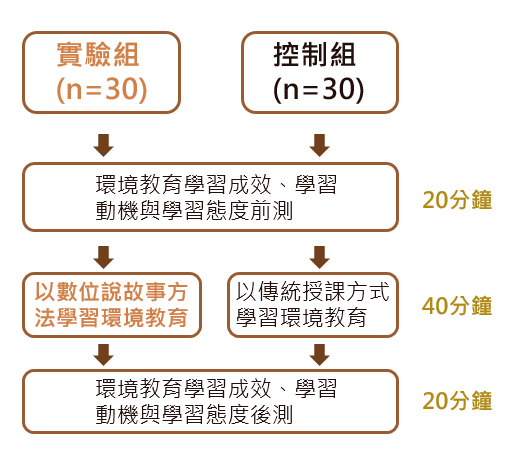 實驗組
(n=30)
控制組
(n=30)
環境教育學習成效、學習
動機與學習態度前測
20分鐘
以數位說故事方
法學習環境教育
以傳統授課方式
學習環境教育
40分鐘
環境教育學習成效、學習
動機與學習態度後測
20分鐘